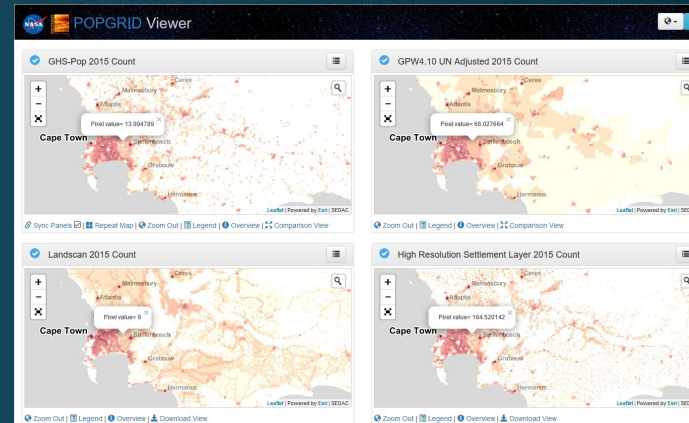 NASA SEDAC POPGRID Viewer
GHS-Pop 2015 Count
+
−
Ceres
Malmesbury
Atlantis
Pixel value= 13.994789 ×
Cape Town
Stellenbosch
Grabouw
Hermanus
Leaflet | Powered by Esri | SEDAC
Sync Panels | Repeat Map | Zoom Out | Legend | Overview | Comparison View
GPW4.10 UN Adjusted 2015 Count
+
−
Ceres
Malmesbury
Atlantis
Pixel value= 68.027664 ×
Cape Town
Stellenbosch
Grabouw
Hermanus
Leaflet | Powered by Esri | SED
Zoom Out | Legend | Overview | Comparison View
Landscan 2015 Count
+
−
Ceres
Malmesbury
Atlantis
Pixel value= 8 ×
Cape Town
Stellenbosch
Grabouw
Hermanus
Leaflet | Powered by Esri | SEDAC
Zoom Out | Legend | Overview | Download View
High Resolution Settlement Layer 2015 Count
+
−
Ceres
Malmesbury
Atlantis
Pixel value= 164.520142 ×
Cape Town
Stellenbosch
Grabouw
Hermanus
Leaflet | Powered by Esri | SED
Zoom Out | Legend | Overview | Download View